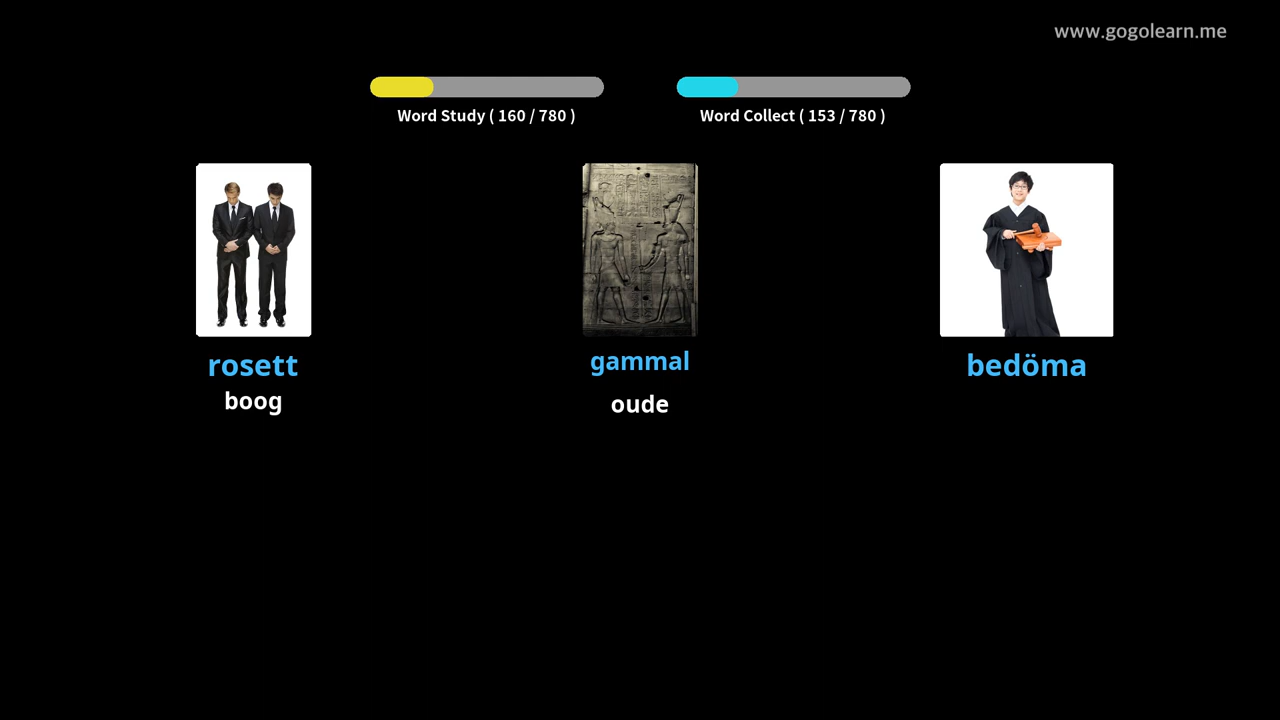 www.gogolearn.me
Word Study ( 160 / 780 )
Word Collect ( 153 / 780 )
rosett
boog
gammal
oude
bedöma